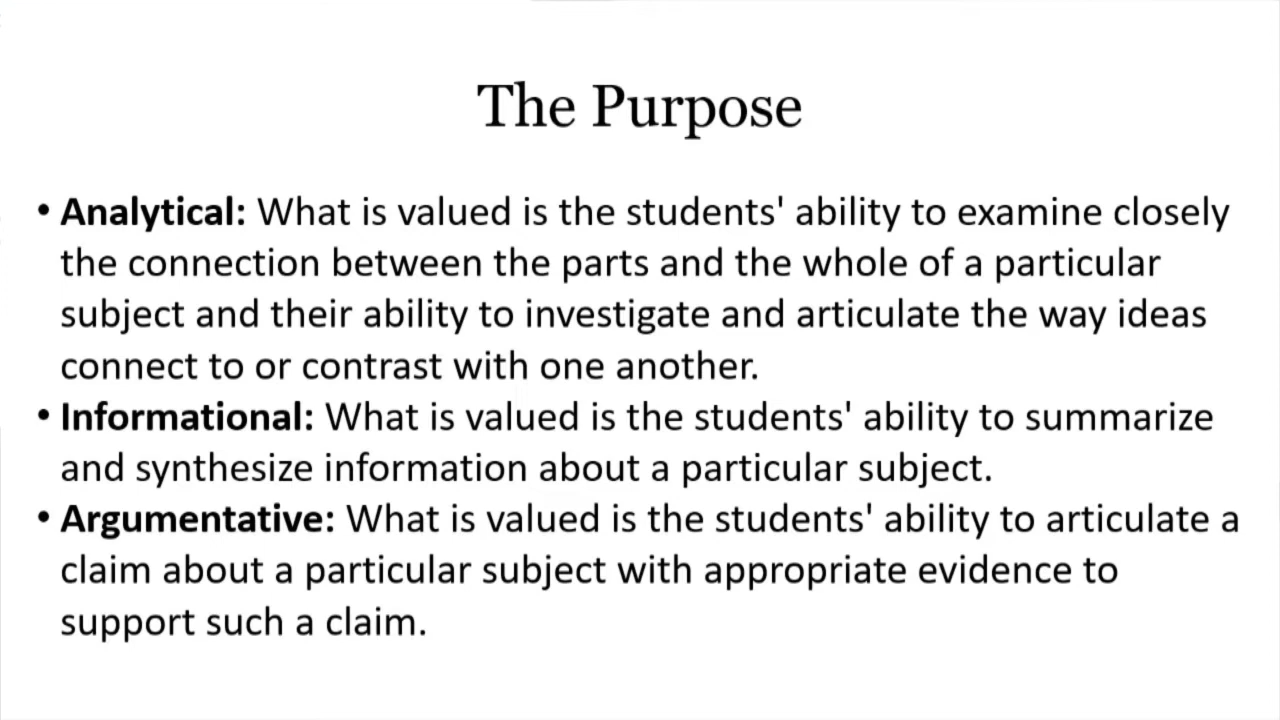 The Purpose
• Analytical: What is valued is the students' ability to examine closely
the connection between the parts and the whole of a particular
subject and their ability to investigate and articulate the way ideas
connect to or contrast with one another.
• Informational: What is valued is the students' ability to summarize
and synthesize information about a particular subject.
• Argumentative: What is valued is the students' ability to articulate a
claim about a particular subject with appropriate evidence to
support such a claim.